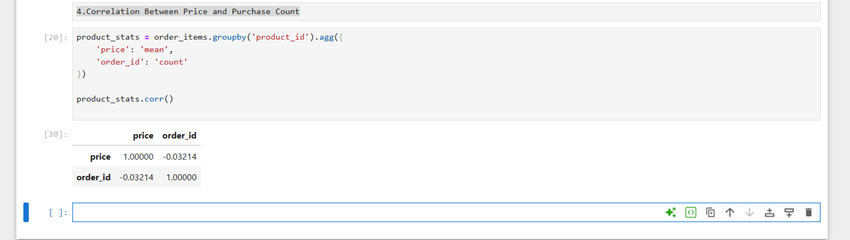 4.Correlation Between Price and Purchase Count
[20]: product_stats = order_items.groupby('product_id').agg({
    'price': 'mean',
    'order_id': 'count'
})
product_stats.corr()
[20]:
price order_id
price 1.00000 -0.03214
order_id -0.03214 1.00000
[ ]: